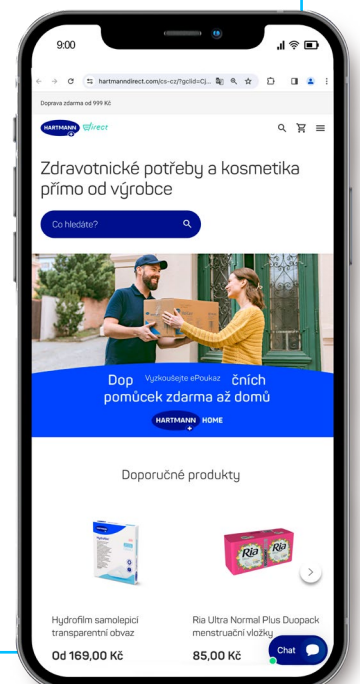 9:00
hartmanndirect.com/cs-cz/?gclid=Cj...
Doprava zdarma od 999 Kč
HARTMANN direct
Zdravotnické potřeby a kosmetika
přímo od výrobce
Co hledáte?
Dop Vyzkoušejte ePoukaz čních
pomůcek zdarma až domů
HARTMANN HOME
Doporučné produkty
Ria Ria
Hydrofilm samolepicí
transparentní obvaz
Od 169,00 Kč
Ria Ultra Normal Plus Duopack
menstruační vložky
85,00 Kč
Chat